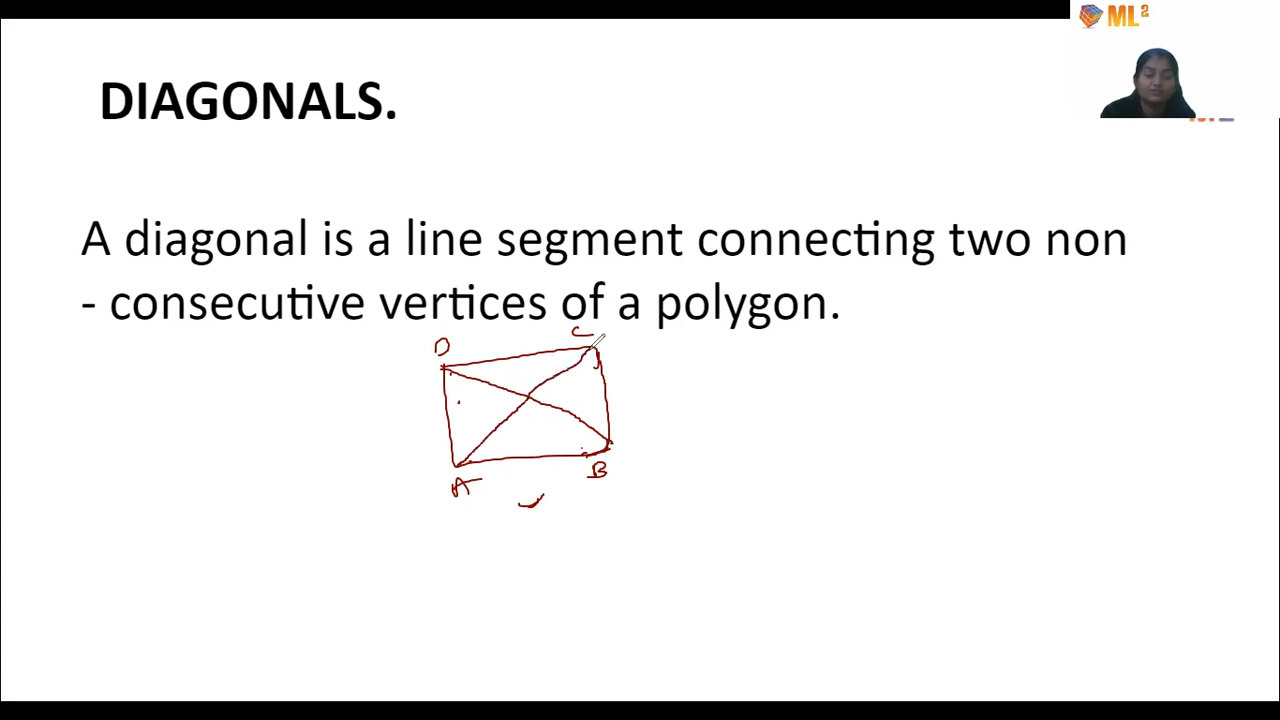 ML²
DIAGONALS.
A diagonal is a line segment connecting two non
- consecutive vertices of a polygon.
D C
A B